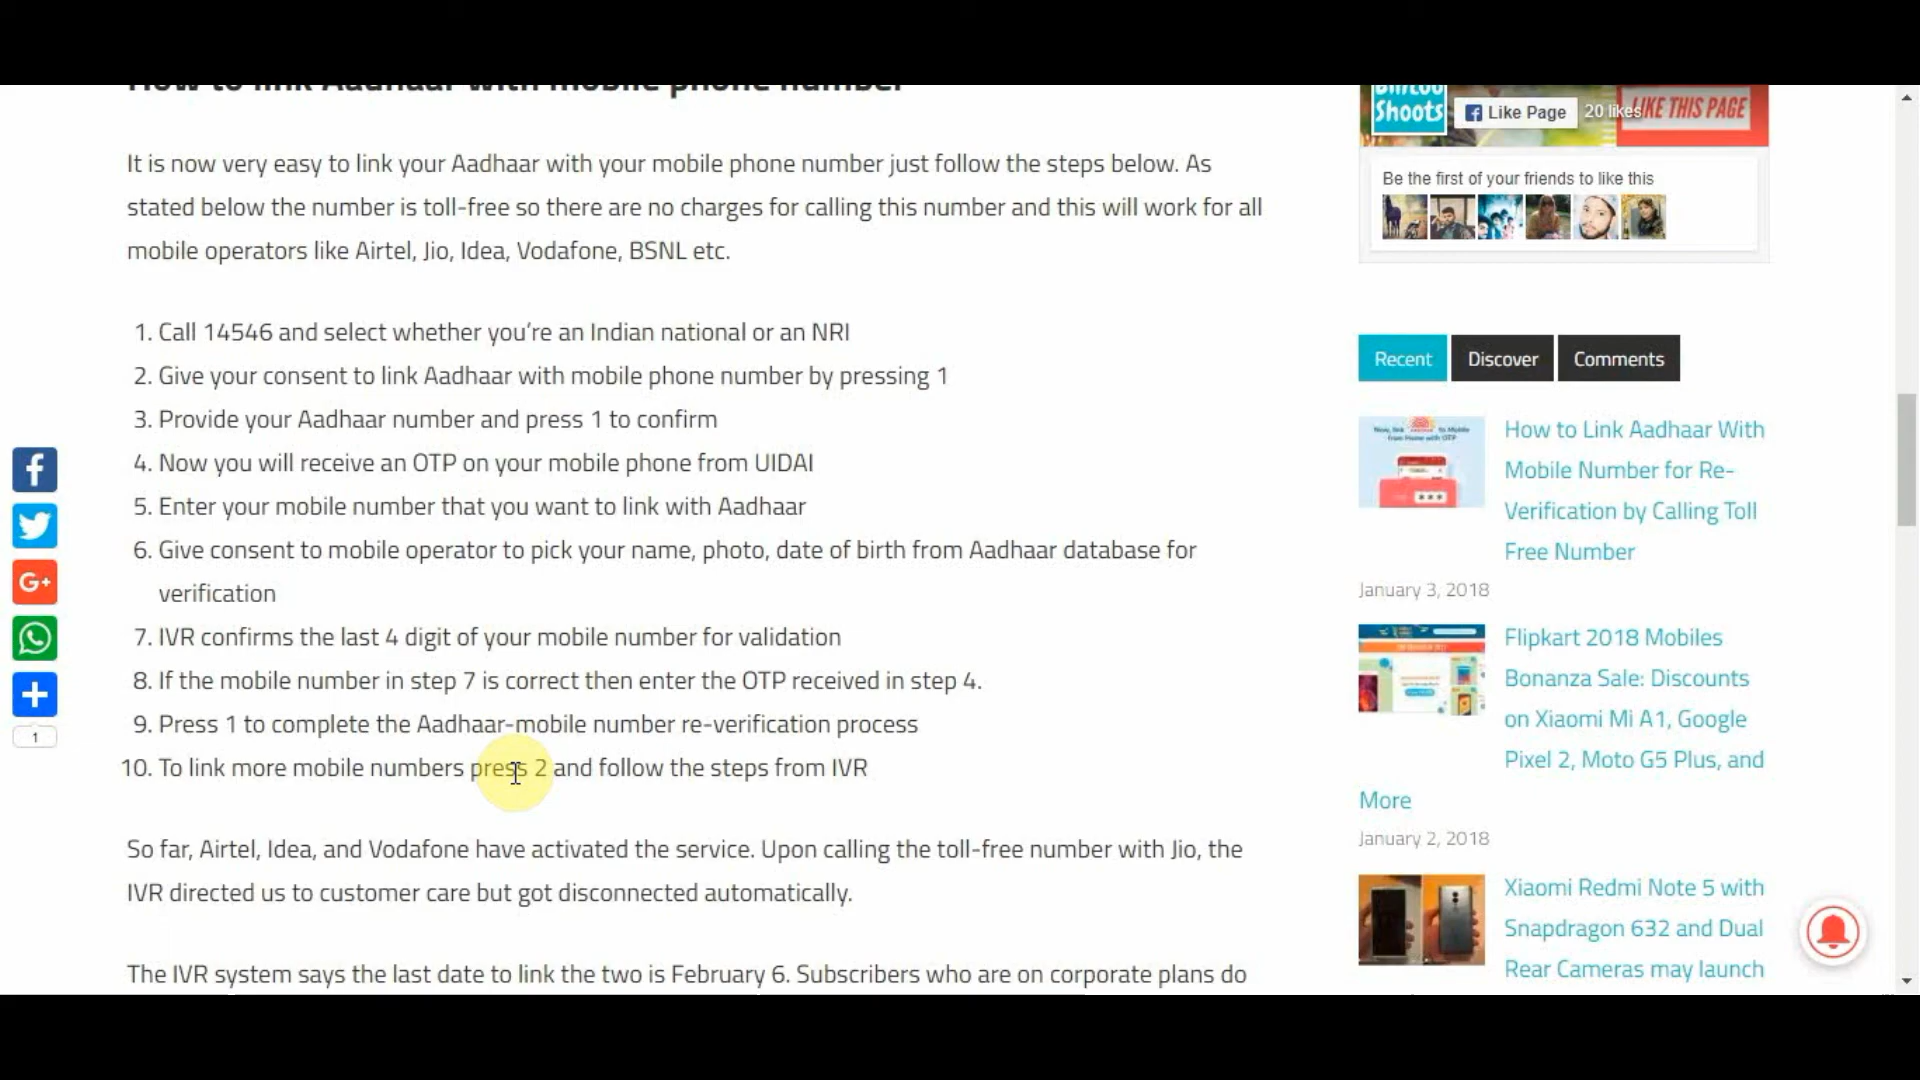 How to link Aadhaar with mobile phone number
It is now very easy to link your Aadhaar with your mobile phone number just follow the steps below. As
stated below the number is toll-free so there are no charges for calling this number and this will work for all
mobile operators like Airtel, Jio, Idea, Vodafone, BSNL etc.
1. Call 14546 and select whether you’re an Indian national or an NRI
2. Give your consent to link Aadhaar with mobile phone number by pressing 1
3. Provide your Aadhaar number and press 1 to confirm
4. Now you will receive an OTP on your mobile phone from UIDAI
5. Enter your mobile number that you want to link with Aadhaar
6. Give consent to mobile operator to pick your name, photo, date of birth from Aadhaar database for
verification
7. IVR confirms the last 4 digit of your mobile number for validation
8. If the mobile number in step 7 is correct then enter the OTP received in step 4.
9. Press 1 to complete the Aadhaar-mobile number re-verification process
10. To link more mobile numbers press 2 and follow the steps from IVR
So far, Airtel, Idea, and Vodafone have activated the service. Upon calling the toll-free number with Jio, the
IVR directed us to customer care but got disconnected automatically.
The IVR system says the last date to link the two is February 6. Subscribers who are on corporate plans do
G+
1
Shoots
Like Page
20 likes
LIKE THIS PAGE
Be the first of your friends to like this
Recent
Discover
Comments
Now, link
to Mobile
from Home with OTP
How to Link Aadhaar With
Mobile Number for Re-
Verification by Calling Toll
Free Number
January 3, 2018
Flipkart 2018 Mobiles
Bonanza Sale: Discounts
on Xiaomi Mi A1, Google
Pixel 2, Moto G5 Plus, and
More
January 2, 2018
Xiaomi Redmi Note 5 with
Snapdragon 632 and Dual
Rear Cameras may launch